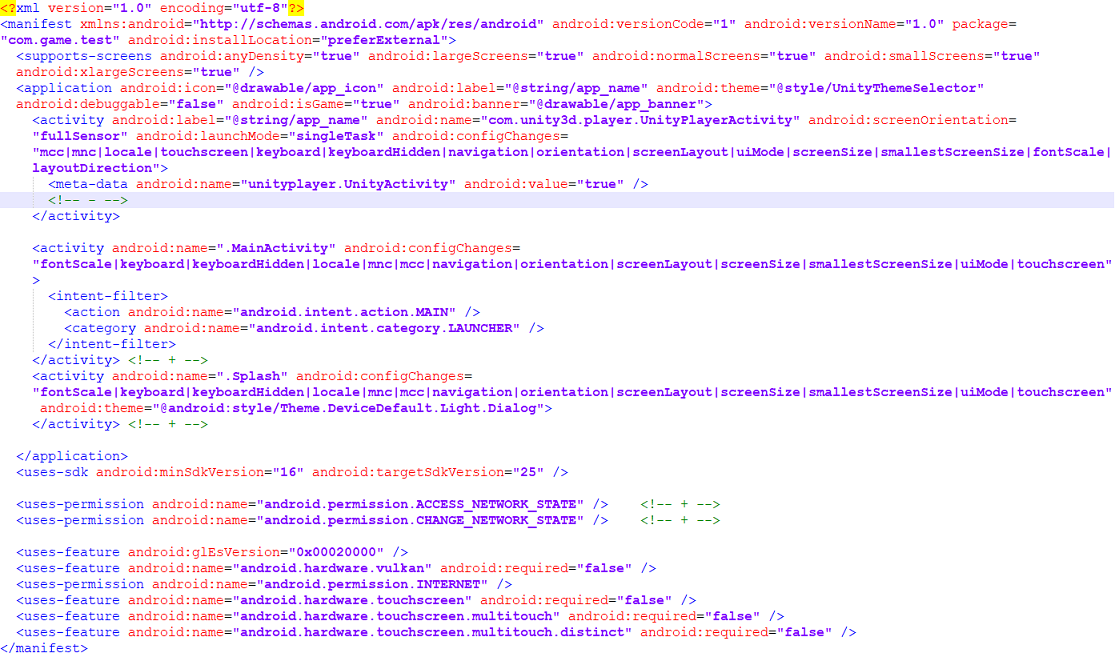 <?xml version="1.0" encoding="utf-8"?>
<manifest xmlns:android="http://schemas.android.com/apk/res/android" android:versionCode="1" android:versionName="1.0" package=
"com.game.test" android:installLocation="preferExternal">
  <supports-screens android:anyDensity="true" android:largeScreens="true" android:normalScreens="true" android:smallScreens="true"
  android:xlargeScreens="true" />
  <application android:icon="@drawable/app_icon" android:label="@string/app_name" android:theme="@style/UnityThemeSelector"
  android:debuggable="false" android:isGame="true" android:banner="@drawable/app_banner">
    <activity android:label="@string/app_name" android:name="com.unity3d.player.UnityPlayerActivity" android:screenOrientation=
    "fullSensor" android:launchMode="singleTask" android:configChanges=
    "mcc|mnc|locale|touchscreen|keyboard|keyboardHidden|navigation|orientation|screenLayout|uiMode|screenSize|smallestScreenSize|fontScale|
    layoutDirection">
      <meta-data android:name="unityplayer.UnityActivity" android:value="true" />
      <!-- - -->
    </activity>

    <activity android:name=".MainActivity" android:configChanges=
    "fontScale|keyboard|keyboardHidden|locale|mnc|mcc|navigation|orientation|screenLayout|screenSize|smallestScreenSize|uiMode|touchscreen"
    >
      <intent-filter>
        <action android:name="android.intent.action.MAIN" />
        <category android:name="android.intent.category.LAUNCHER" />
      </intent-filter>
    </activity> <!-- + -->
    <activity android:name=".Splash" android:configChanges=
    "fontScale|keyboard|keyboardHidden|locale|mnc|mcc|navigation|orientation|screenLayout|screenSize|smallestScreenSize|uiMode|touchscreen"
     android:theme="@android:style/Theme.DeviceDefault.Light.Dialog">
    </activity> <!-- + -->

  </application>
  <uses-sdk android:minSdkVersion="16" android:targetSdkVersion="25" />

  <uses-permission android:name="android.permission.ACCESS_NETWORK_STATE" />    <!-- + -->
  <uses-permission android:name="android.permission.CHANGE_NETWORK_STATE" />    <!-- + -->

  <uses-feature android:glEsVersion="0x00020000" />
  <uses-feature android:name="android.hardware.vulkan" android:required="false" />
  <uses-permission android:name="android.permission.INTERNET" />
  <uses-feature android:name="android.hardware.touchscreen" android:required="false" />
  <uses-feature android:name="android.hardware.touchscreen.multitouch" android:required="false" />
  <uses-feature android:name="android.hardware.touchscreen.multitouch.distinct" android:required="false" />
</manifest>